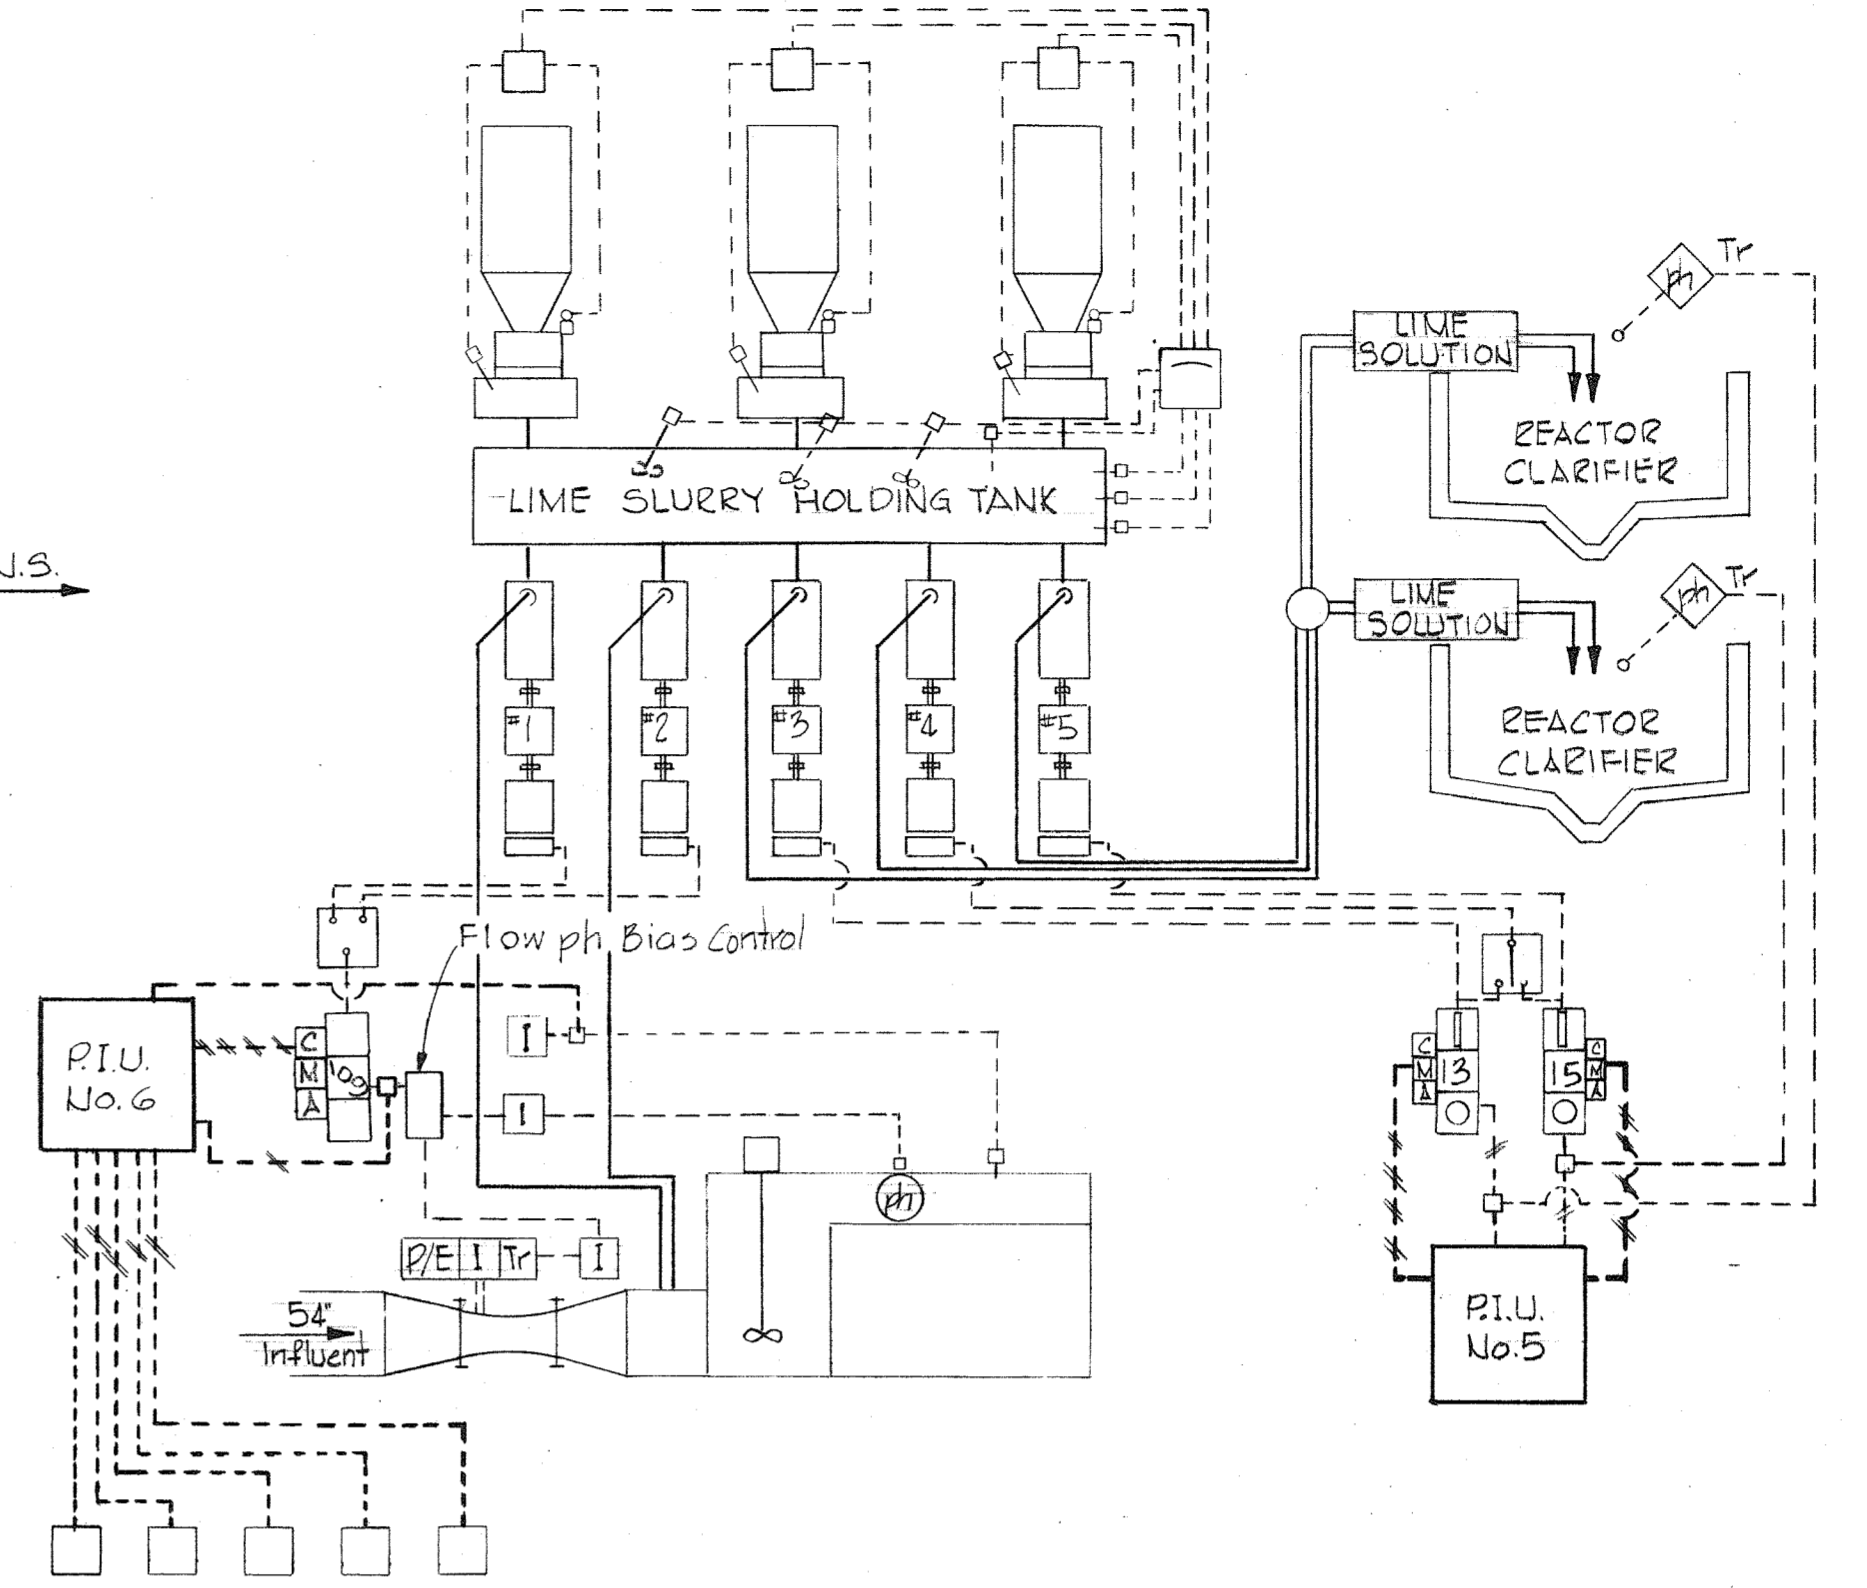 Tr
ph
LIME
SOLUTION
REACTOR
CLARIFIER
LIME SLURRY HOLDING TANK
J.S.
Tr
ph
LIME
SOLUTION
REACTOR
CLARIFIER
#1
#2
#3
#4
#5
Flow ph Bias Control
P.I.U.
No.6
C
M
A
109
I
I
C
M
A
13
15
C
M
A
ph
P/E I Tr
I
54"
Influent
P.I.U.
No.5